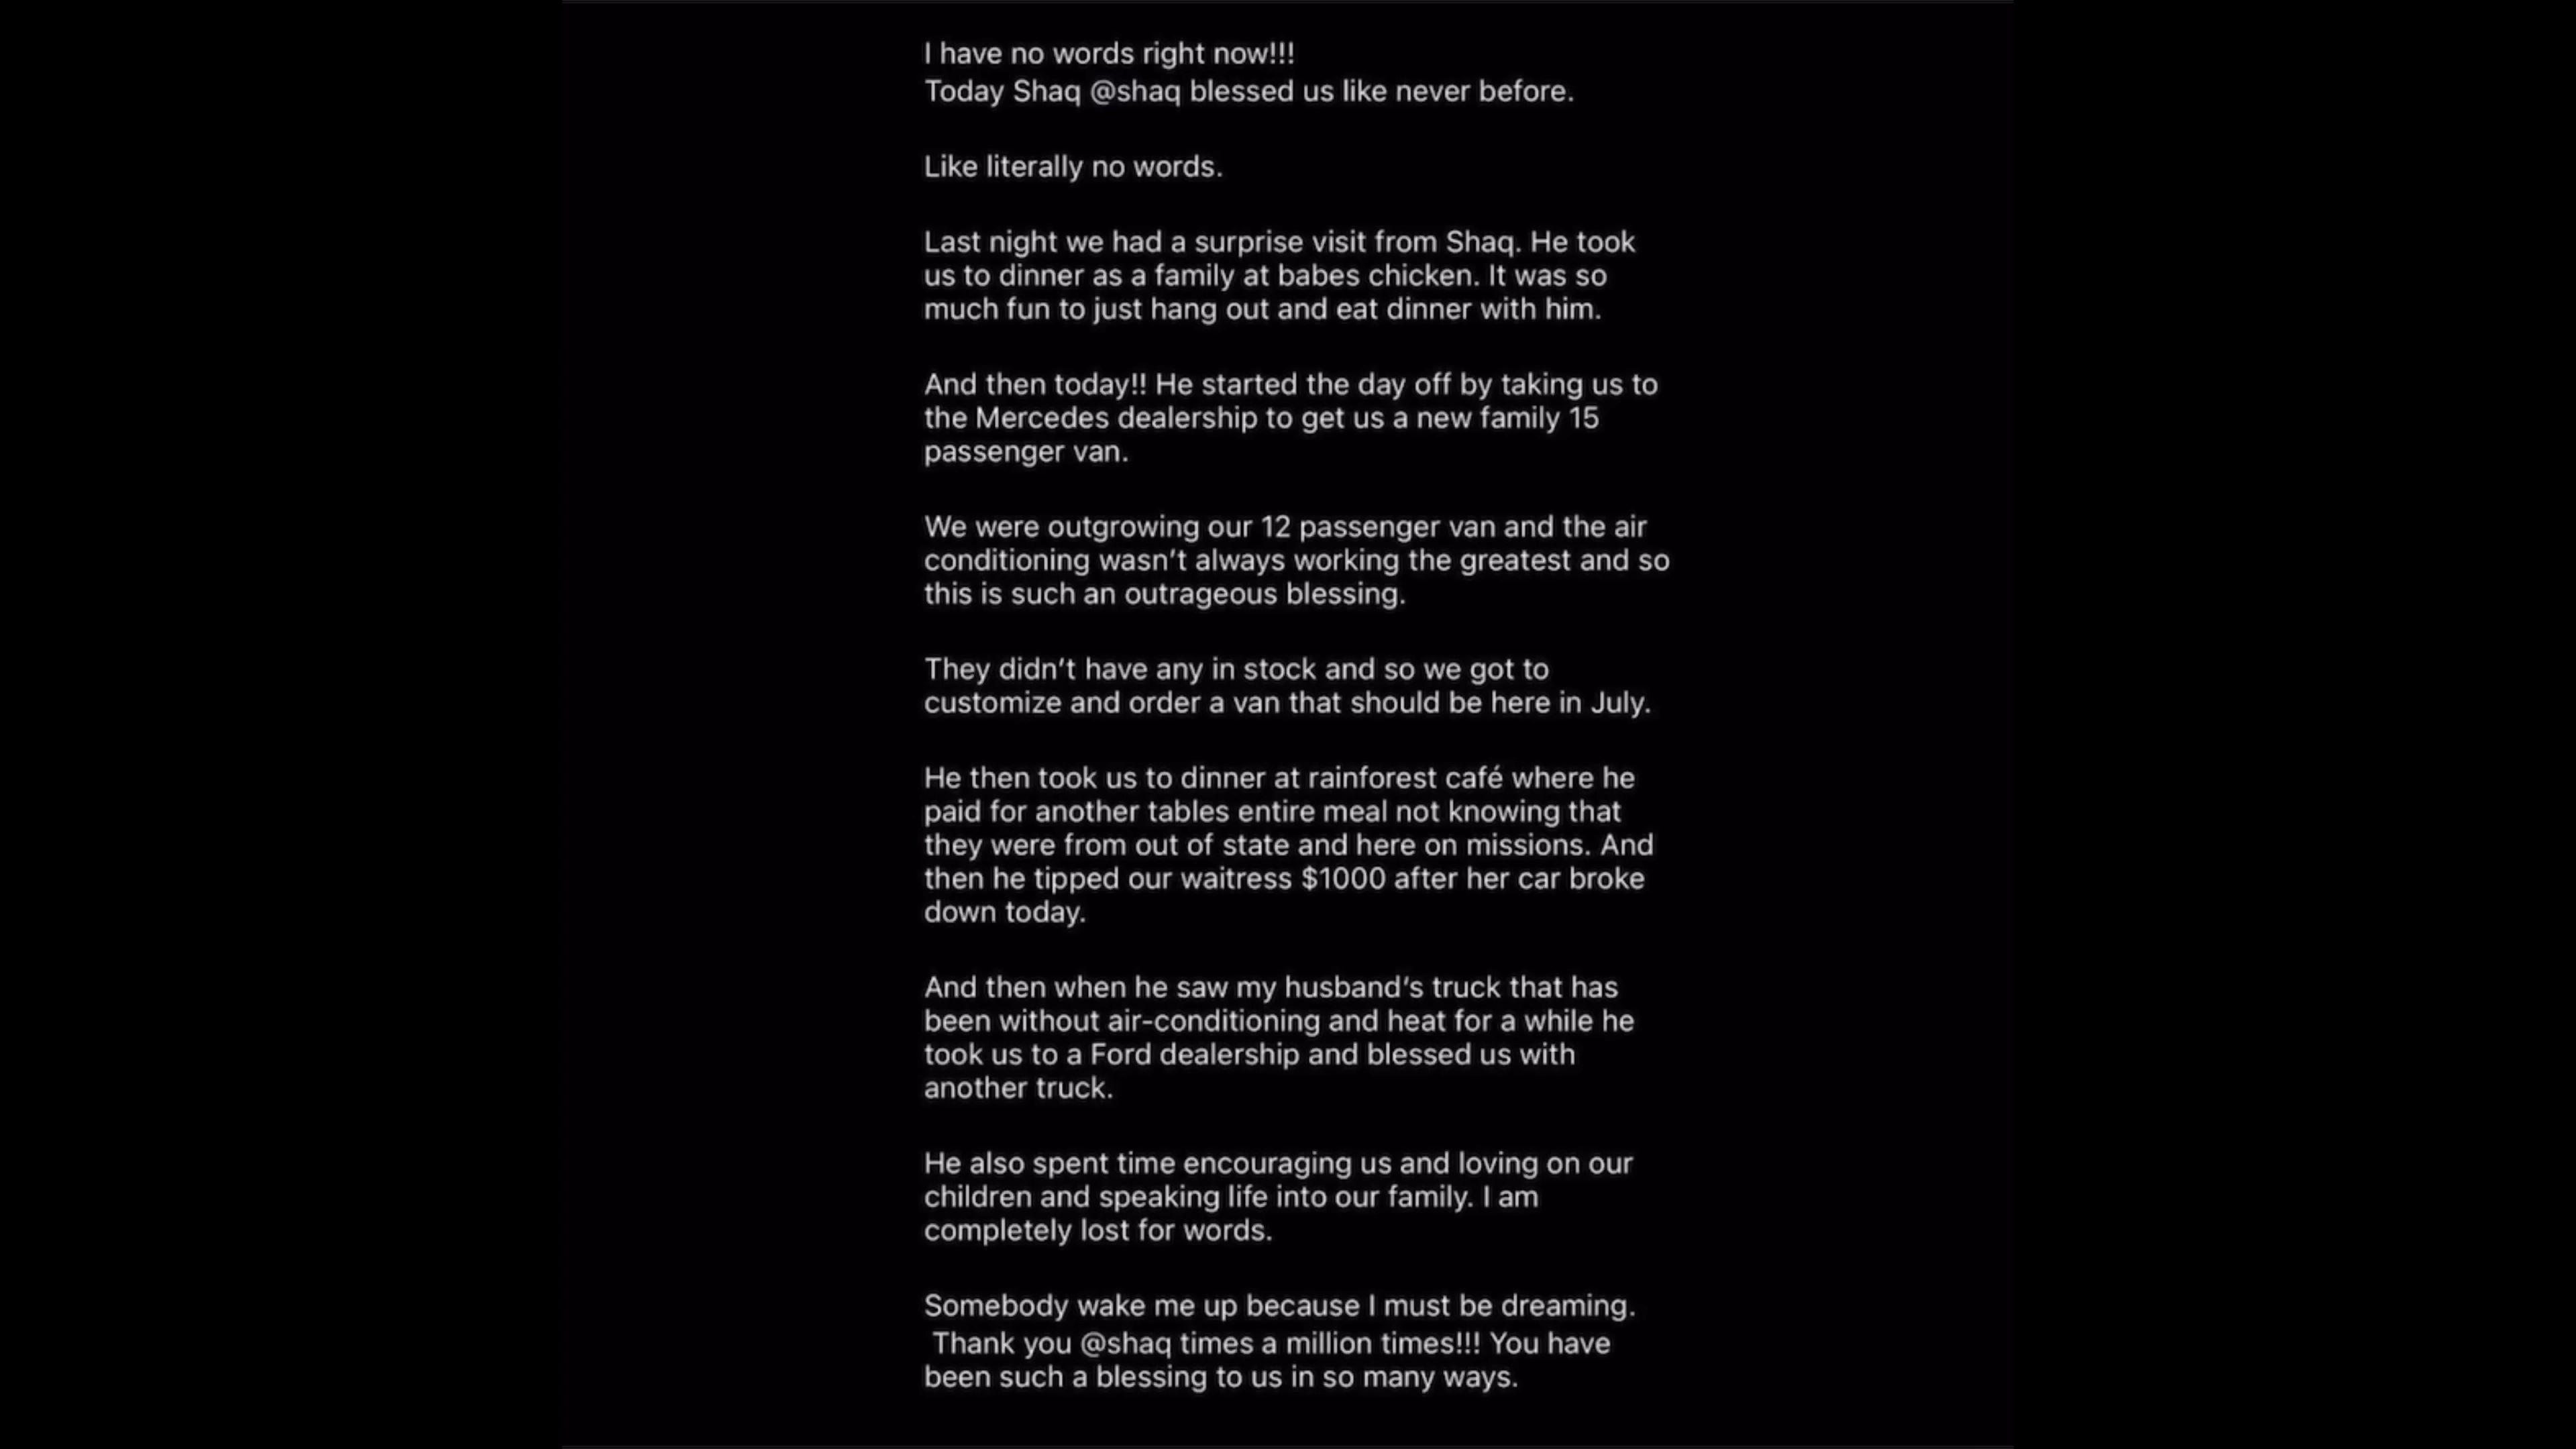 I have no words right now!!!
Today Shaq @shaq blessed us like never before.
Like literally no words.
Last night we had a surprise visit from Shaq. He took
us to dinner as a family at babes chicken. It was so
much fun to just hang out and eat dinner with him.
And then today!! He started the day off by taking us to
the Mercedes dealership to get us a new family 15
passenger van.
We were outgrowing our 12 passenger van and the air
conditioning wasn’t always working the greatest and so
this is such an outrageous blessing.
They didn’t have any in stock and so we got to
customize and order a van that should be here in July.
He then took us to dinner at rainforest café where he
paid for another tables entire meal not knowing that
they were from out of state and here on missions. And
then he tipped our waitress $1000 after her car broke
down today.
And then when he saw my husband’s truck that has
been without air-conditioning and heat for a while he
took us to a Ford dealership and blessed us with
another truck.
He also spent time encouraging us and loving on our
children and speaking life into our family. I am
completely lost for words.
Somebody wake me up because I must be dreaming.
Thank you @shaq times a million times!!! You have
been such a blessing to us in so many ways.